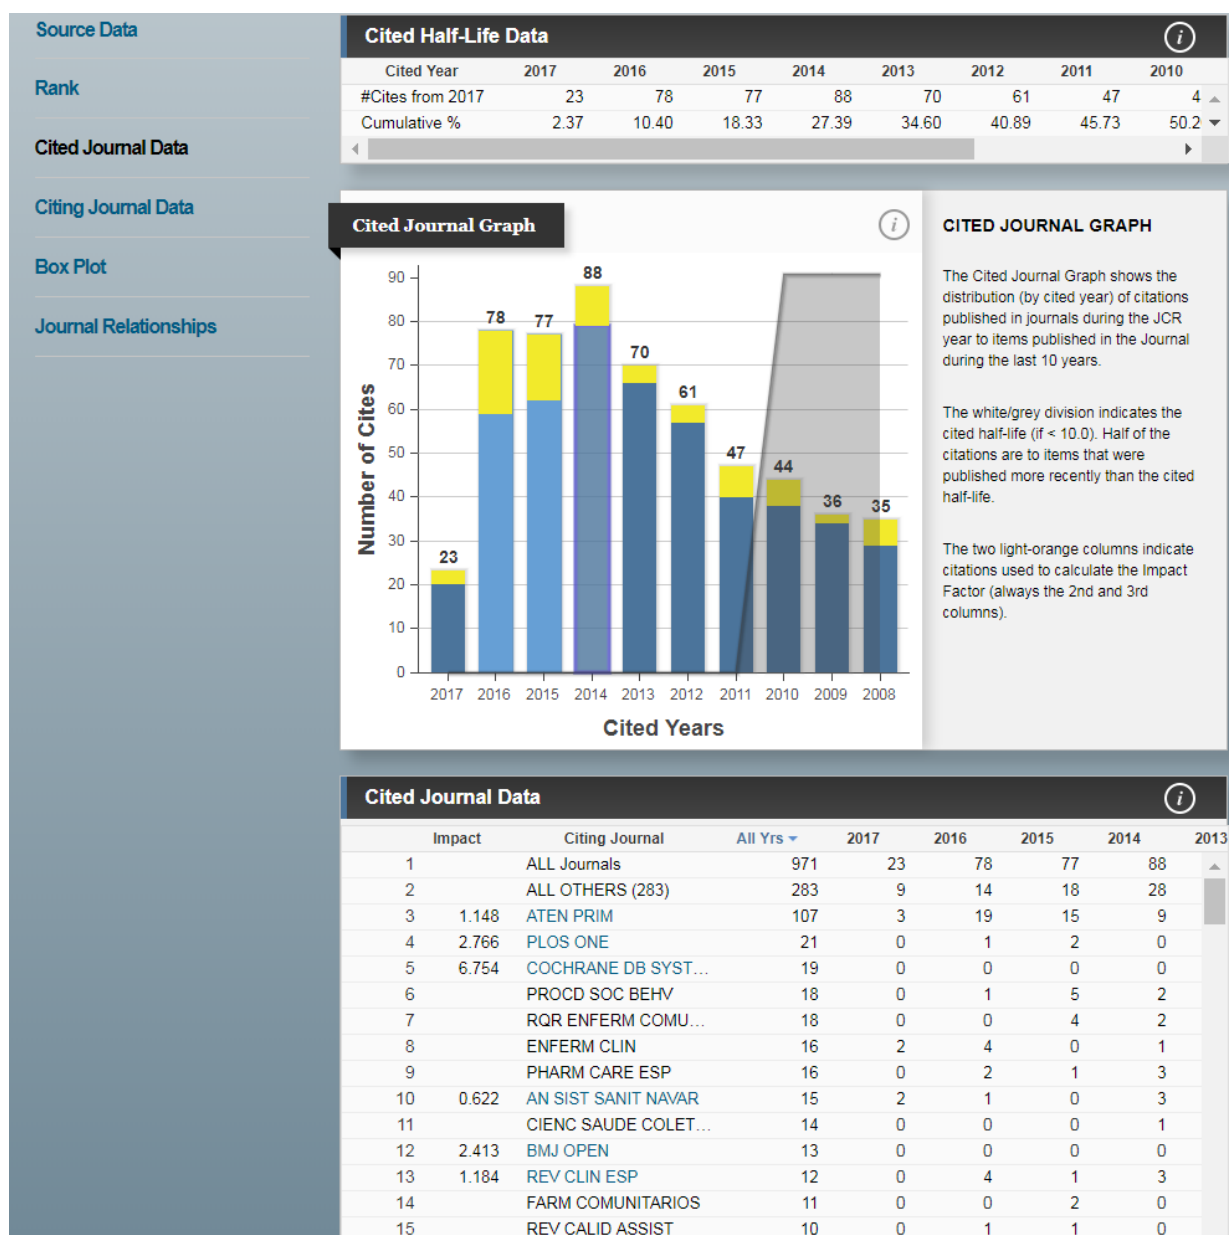 Source Data
Rank
Cited Journal Data
Citing Journal Data
Box Plot
Journal Relationships
Cited Half-Life Data
Cited Year 2017 2016 2015 2014 2013 2012 2011 2010
#Cites from 2017 23 78 77 88 70 61 47 4
Cumulative % 2.37 10.40 18.33 27.39 34.60 40.89 45.73 50.2
Cited Journal Graph
Number of Cites
90
80
70
60
50
40
30
20
10
0
23 78 77 88 70 61 47 44 36 35
2017 2016 2015 2014 2013 2012 2011 2010 2009 2008
Cited Years
CITED JOURNAL GRAPH
The Cited Journal Graph shows the
distribution (by cited year) of citations
published in journals during the JCR
year to items published in the Journal
during the last 10 years.
The white/grey division indicates the
cited half-life (if < 10.0). Half of the
citations are to items that were
published more recently than the cited
half-life.
The two light-orange columns indicate
citations used to calculate the Impact
Factor (always the 2nd and 3rd
columns).
Cited Journal Data
Impact Citing Journal All Yrs 2017 2016 2015 2014 2013
1 ALL Journals 971 23 78 77 88
2 ALL OTHERS (283) 283 9 14 18 28
3 1.148 ATEN PRIM 107 3 19 15 9
4 2.766 PLOS ONE 21 0 1 2 0
5 6.754 COCHRANE DB SYST... 19 0 0 0 0
6 PROCD SOC BEHV 18 0 1 5 2
7 RQR ENFERM COMU... 18 0 0 4 2
8 ENFERM CLIN 16 2 4 0 1
9 PHARM CARE ESP 16 0 2 1 3
10 0.622 AN SIST SANIT NAVAR 15 2 1 0 3
11 CIENC SAUDE COLET... 14 0 0 0 1
12 2.413 BMJ OPEN 13 0 0 0 0
13 1.184 REV CLIN ESP 12 0 4 1 3
14 FARM COMUNITARIOS 11 0 0 2 0
15 REV CALID ASSIST 10 0 1 1 0